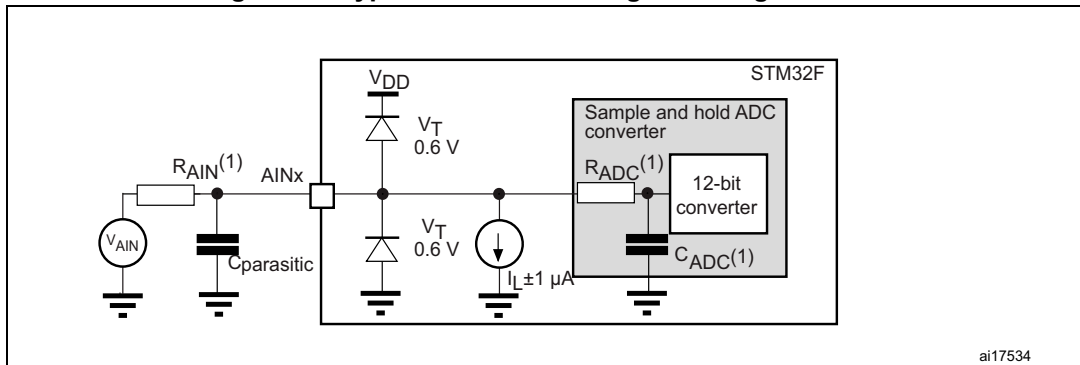 STM32F
VDD
Sample and hold ADC
converter
VT
0.6 V
RAIN(1)
AINx
RADC(1)
12-bit
converter
VAIN
VT
0.6 V
Cparasitic
IL±1 µA
CADC(1)
ai17534